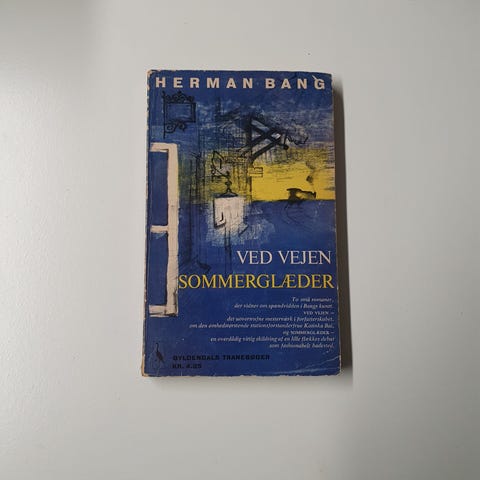 HERMAN BANG
VED VEJEN
SOMMERGLÆDER
To små romaner,
der vidner om spændvidden i Bangs kunst.
VED VEJEN –
det uovertrufne mesterværk i forfatterskabet,
om den ømhedstørstende stationsforstanderfrue Katinka Bai,
og SOMMERGLÆDER –
en overdådig vittig skildring af en lille flækkes debut
som fashionabelt badested.
GYLDENDALS TRANEBØGER
KR. 4.85